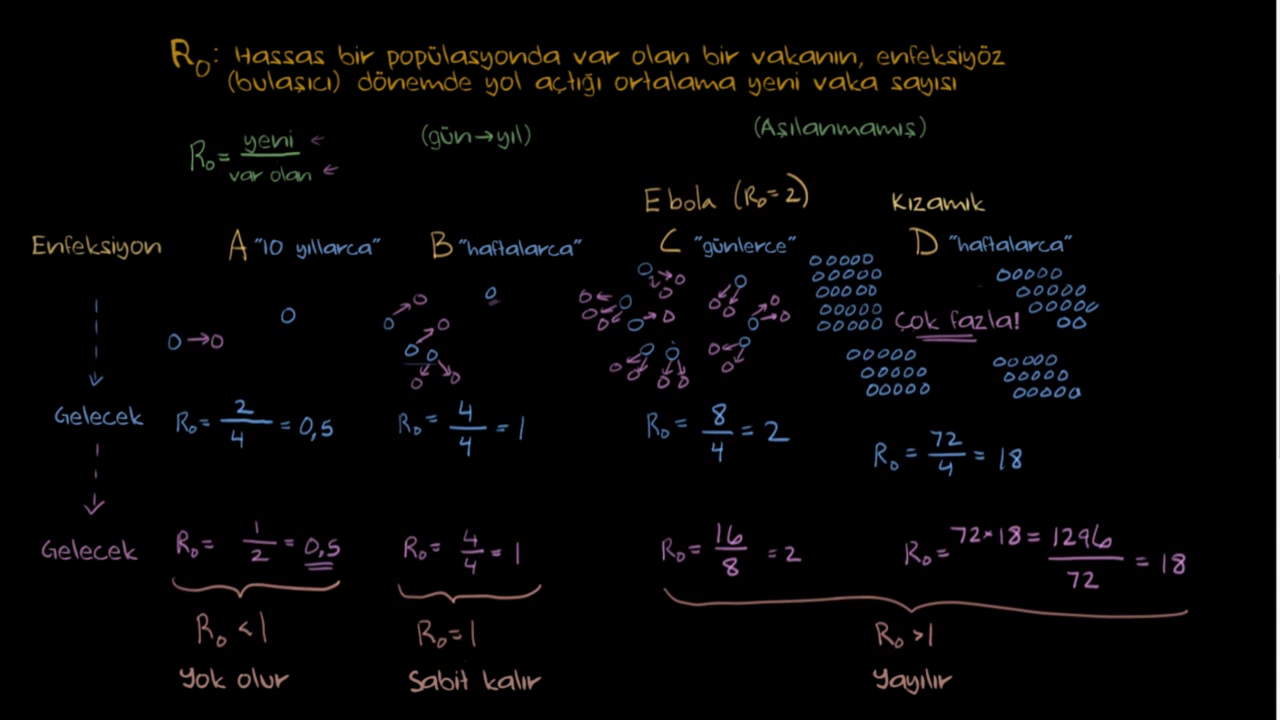 R₀: Hassas bir popülasyonda var olan bir vakanın, enfeksiyöz
(bulaşıcı) dönemde yol açtığı ortalama yeni vaka sayısı
R₀ = yeni / var olan
(gün→yıl)
(Aşılanmamış)
Ebola (R₀=2)
Kızamık
Enfeksiyon
A "10 yıllarca"
B "haftalarca"
C "günlerce"
D "haftalarca"
Çok fazla!
Gelecek
R₀ = 2/4 = 0,5
R₀ = 4/4 = 1
R₀ = 8/4 = 2
R₀ = 72/4 = 18
Gelecek
R₀ = 1/2 = 0,5
R₀ = 4/4 = 1
R₀ = 16/8 = 2
R₀ = 72×18 = 1296/72 = 18
R₀ < 1
R₀ = 1
R₀ > 1
Yok olur
Sabit kalır
Yayılır